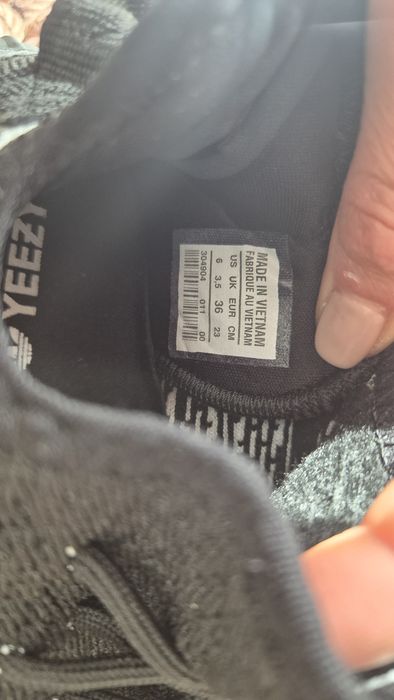 YEEZY
MADE IN VIETNAM
FABRIQUE AU VIETNAM
US UK EUR CM
6 3,5 36 23
304904 011 00